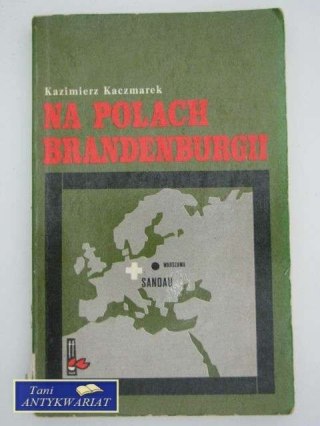 Kazimierz Kaczmarek
NA POLACH
BRANDENBURGII
WARSZAWA
SANDAU
Tani
ANTYKWARIAT